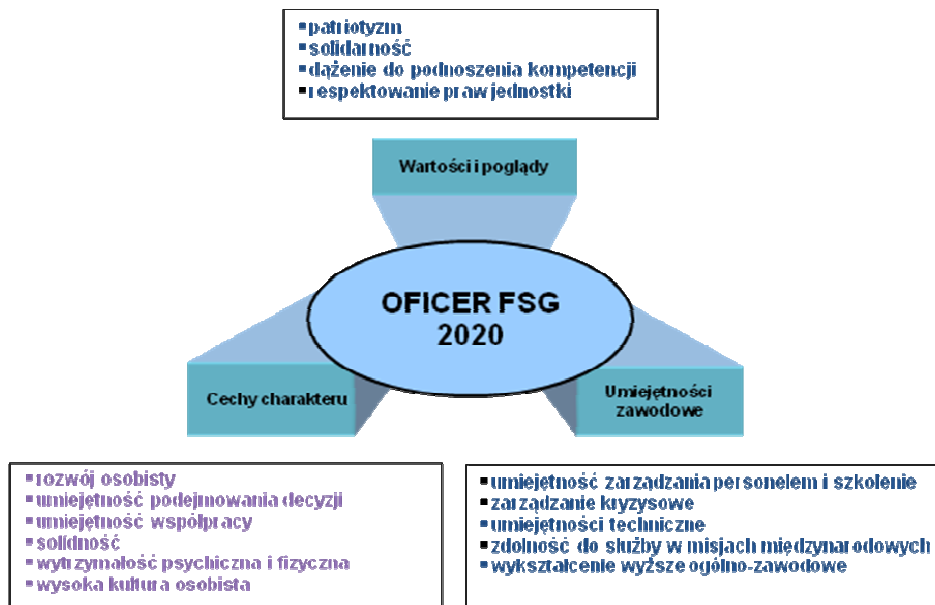 ▪patriotyzm
▪solidarność
▪dążenie do podnoszenia kompetencji
▪respektowanie praw jednostki
Wartości i poglądy
OFICER FSG
2020
Cechy charakteru
Umiejętności
zawodowe
▪rozwój osobisty
▪umiejętność podejmowania decyzji
▪umiejętność współpracy
▪solidność
▪wytrzymałość psychiczna i fizyczna
▪wysoka kultura osobista
▪umiejętność zarządzania personelem i szkolenie
▪zarządzanie kryzysowe
▪umiejętności techniczne
▪zdolność do służby w misjach międzynarodowych
▪wykształcenie wyższe ogólno-zawodowe